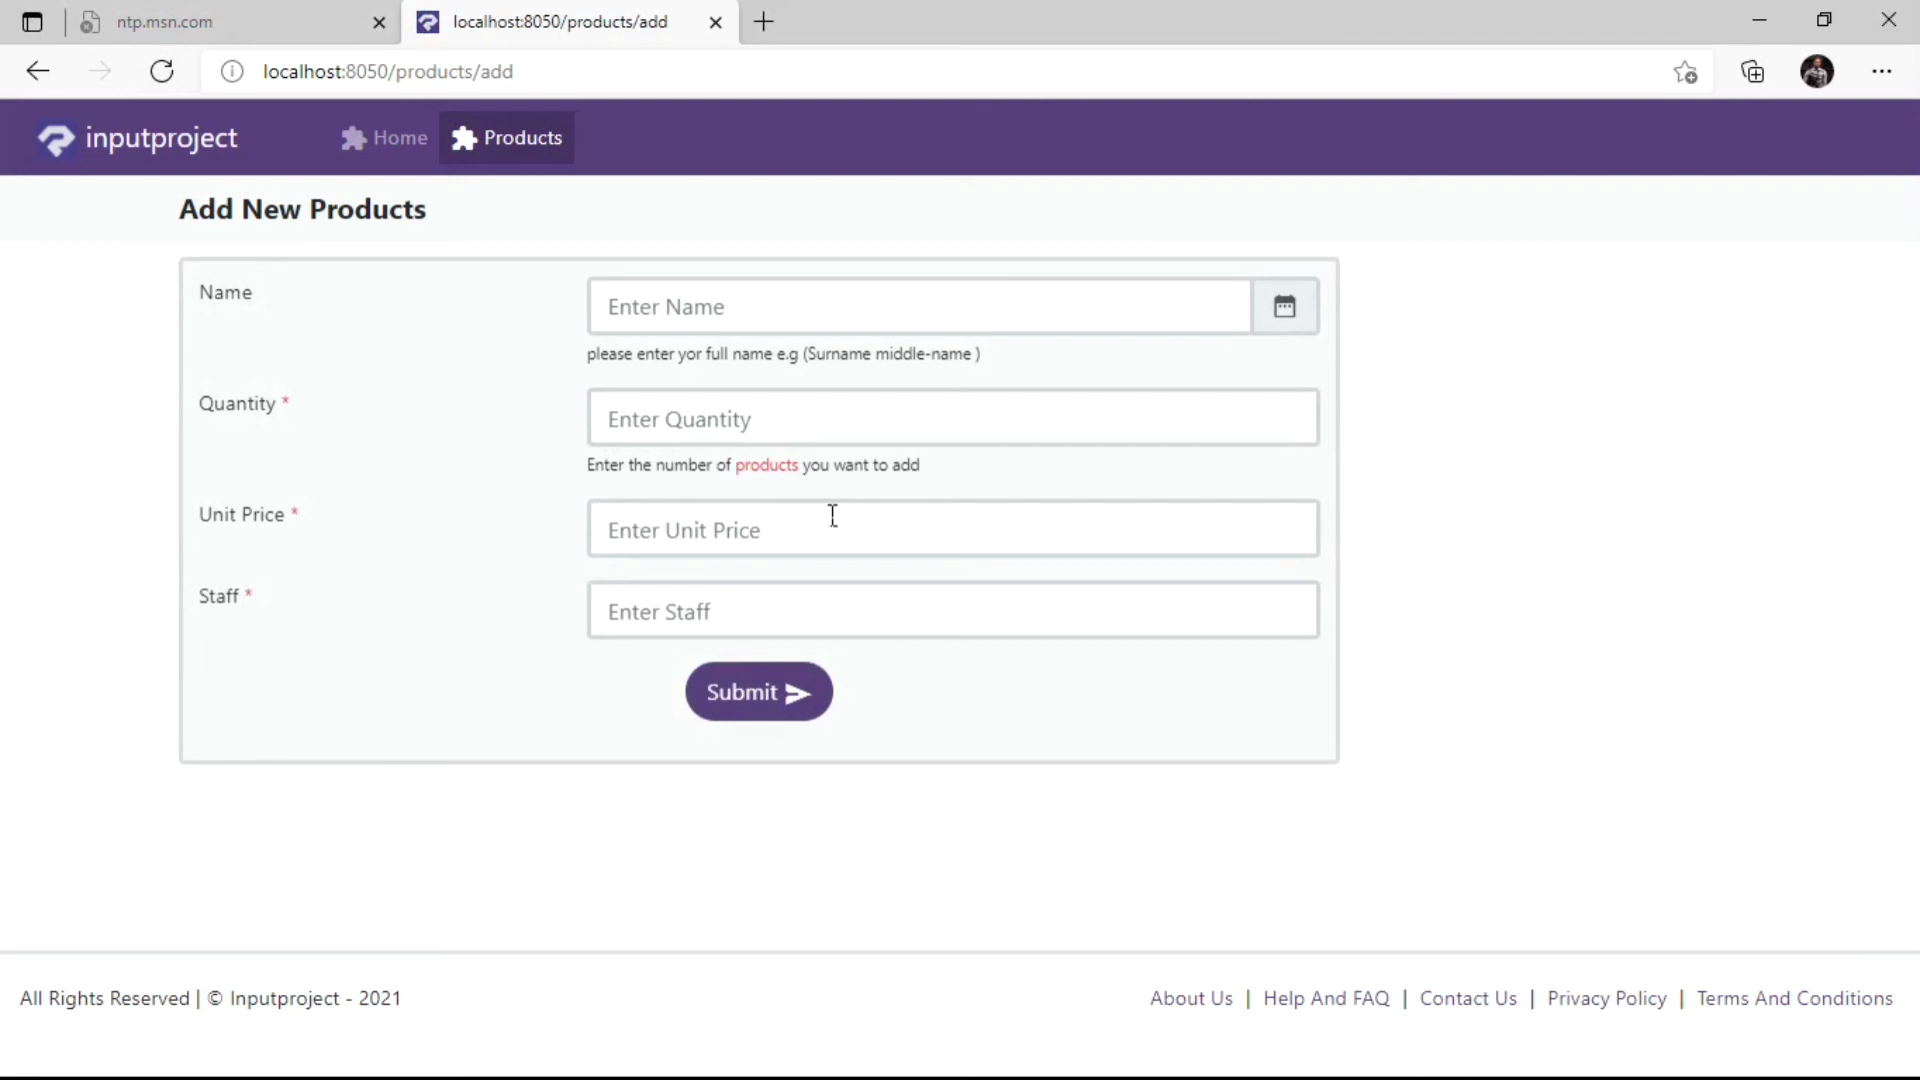 ntp.msn.com
localhost:8050/products/add
localhost:8050/products/add
inputproject
Home
Products
Add New Products
Name
Enter Name
please enter yor full name e.g (Surname middle-name )
Quantity *
Enter Quantity
Enter the number of products you want to add
Unit Price *
Enter Unit Price
Staff *
Enter Staff
Submit
All Rights Reserved | © Inputproject - 2021
About Us | Help And FAQ | Contact Us | Privacy Policy | Terms And Conditions